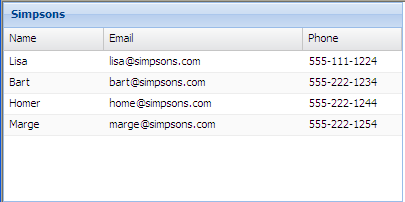 Simpsons
Name Email Phone
Lisa lisa@simpsons.com 555-111-1224
Bart bart@simpsons.com 555-222-1234
Homer home@simpsons.com 555-222-1244
Marge marge@simpsons.com 555-222-1254